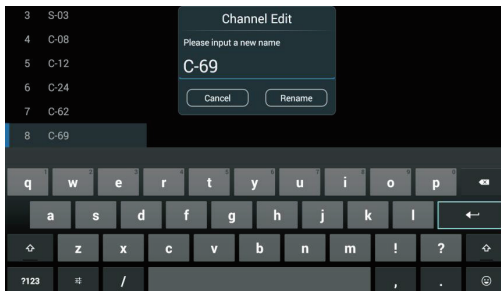 3 S-03
4 C-08
5 C-12
6 C-24
7 C-62
8 C-69
Channel Edit
Please input a new name
C-69
Cancel Rename
q w e r t y u i o p
a s d f g h j k l
z x c v b n m ! ?
?123 / , .